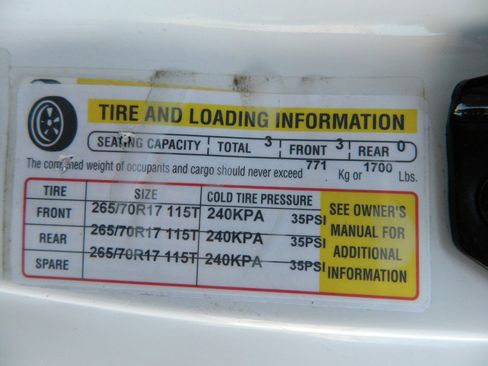 TIRE AND LOADING INFORMATION
SEATING CAPACITY TOTAL 3 FRONT 3 REAR 0
The combined weight of occupants and cargo should never exceed 771 Kg or 1700 Lbs.
TIRE SIZE COLD TIRE PRESSURE
FRONT 265/70R17 115T 240KPA 35PSI
REAR 265/70R17 115T 240KPA 35PSI
SPARE 265/70R17 115T 240KPA 35PSI
SEE OWNER'S
MANUAL FOR
ADDITIONAL
INFORMATION